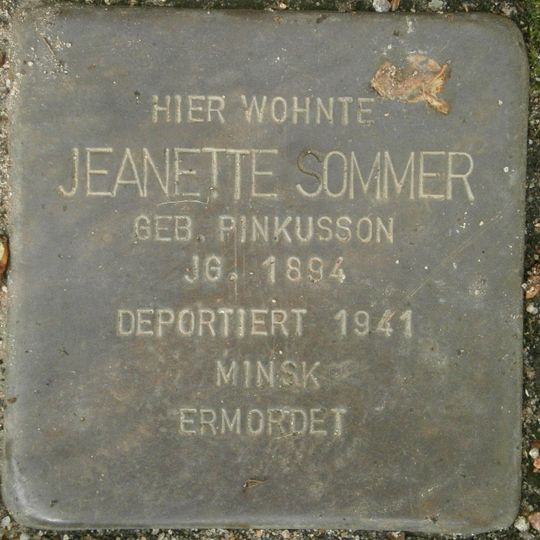 HIER WOHNTE
JEANETTE SOMMER
GEB. PINKUSSON
JG. 1894
DEPORTIERT 1941
MINSK
ERMORDET